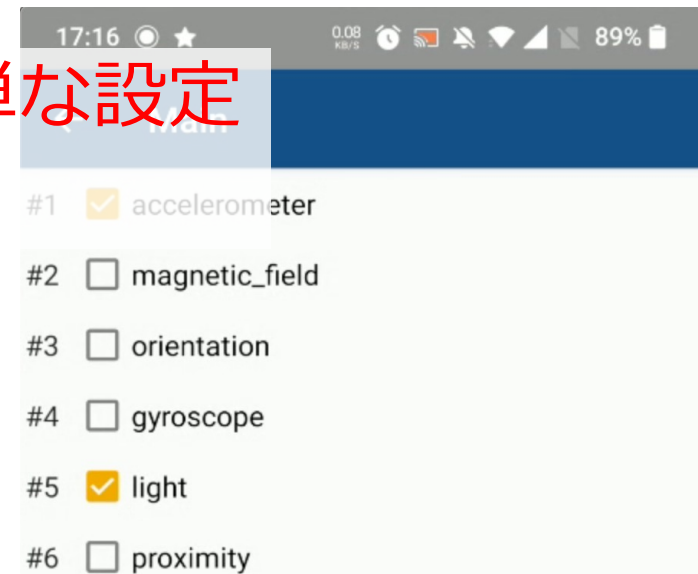 17:16 0.08 KB/S 89%
な設定
Main
#1 accelerometer
#2 magnetic_field
#3 orientation
#4 gyroscope
#5 light
#6 proximity